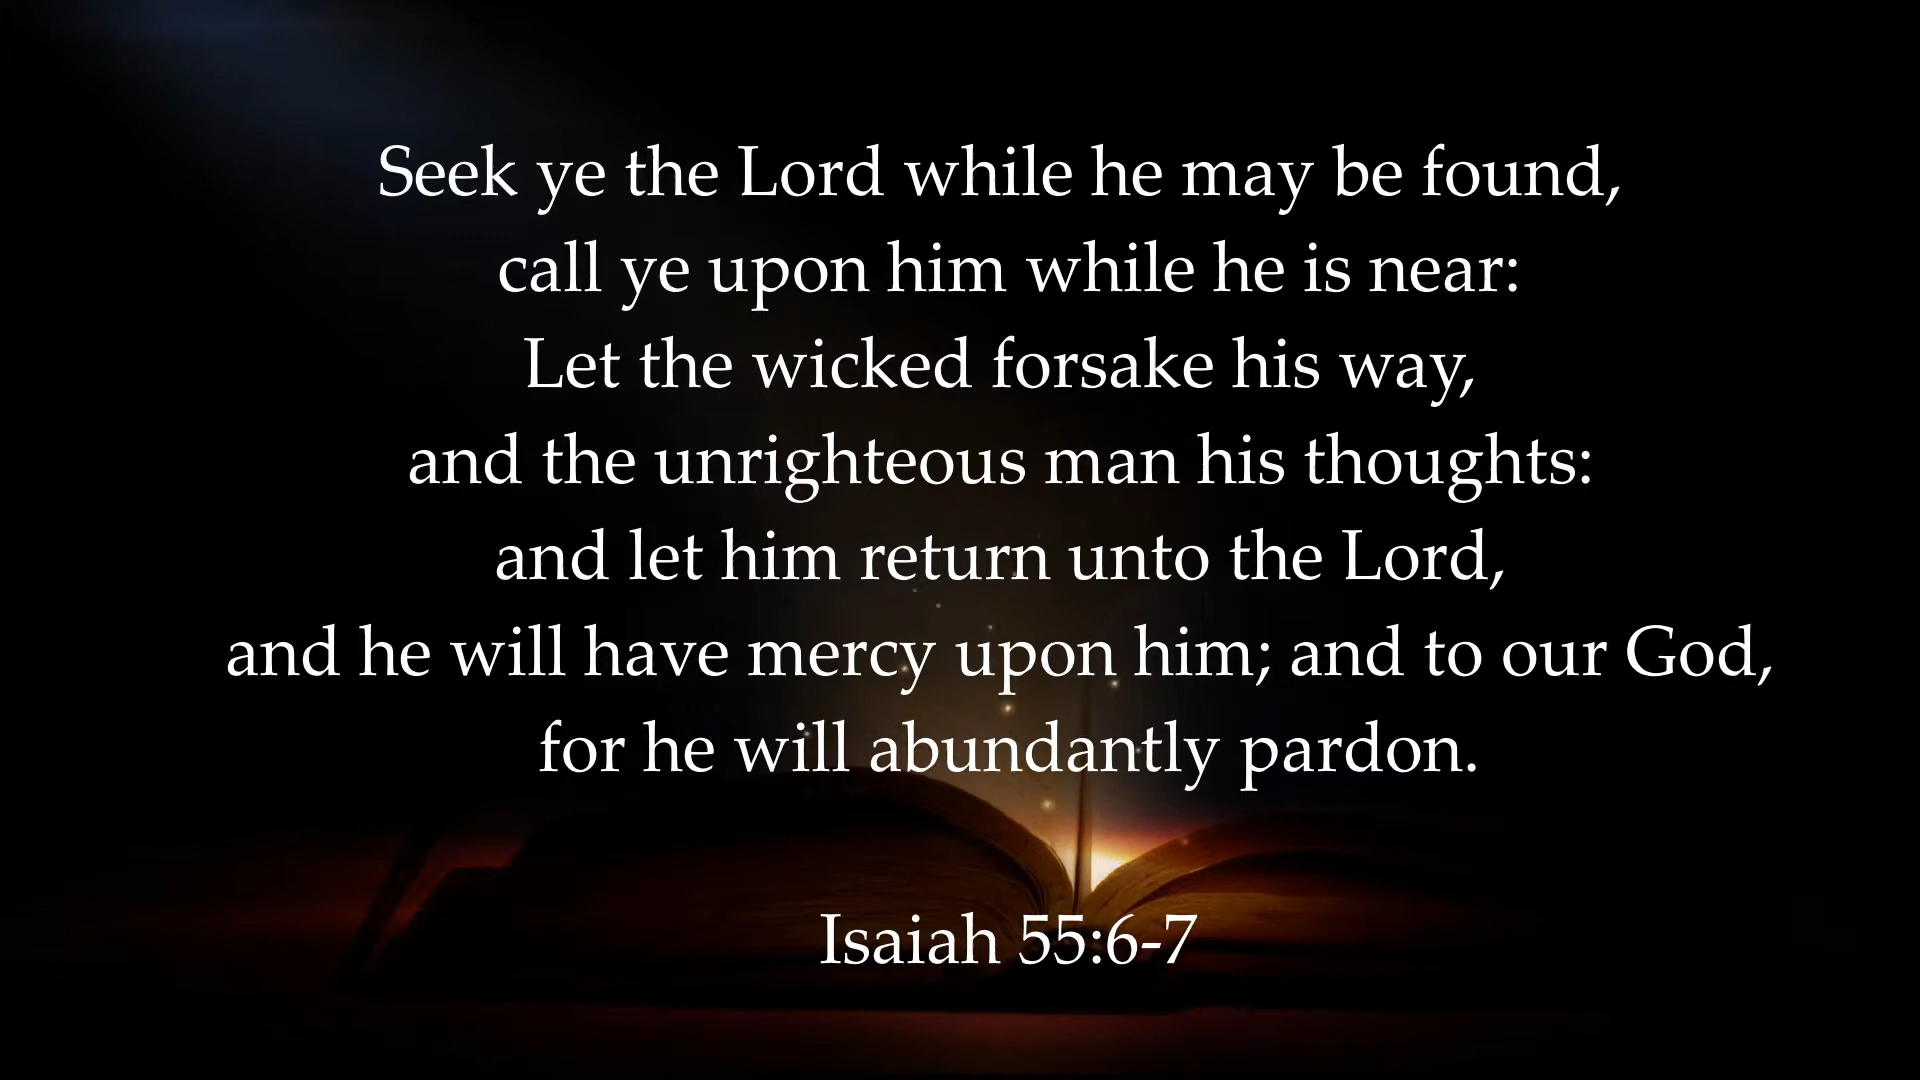 Seek ye the Lord while he may be found,
call ye upon him while he is near:
Let the wicked forsake his way,
and the unrighteous man his thoughts:
and let him return unto the Lord,
and he will have mercy upon him; and to our God,
for he will abundantly pardon.
Isaiah 55:6-7